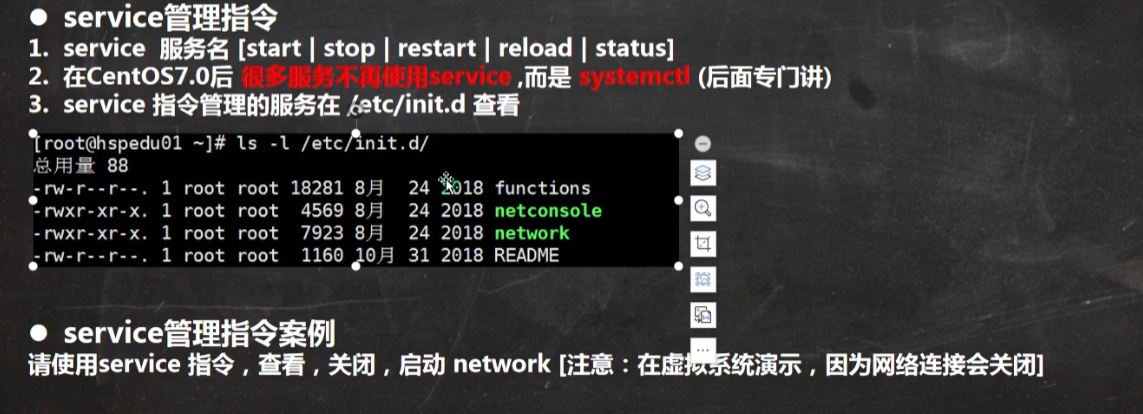 ● service管理指令
1. service 服务名 [start | stop | restart | reload | status]
2. 在CentOS7.0后 很多服务不再使用service ,而是 systemctl (后面专门讲)
3. service 指令管理的服务在 /etc/init.d 查看
[root@hspedu01 ~]# ls -l /etc/init.d/
总用量 88
-rw-r--r--. 1 root root 18281 8月 24 2018 functions
-rwxr-xr-x. 1 root root 4569 8月 24 2018 netconsole
-rwxr-xr-x. 1 root root 7923 8月 24 2018 network
-rw-r--r--. 1 root root 1160 10月 31 2018 README
● service管理指令案例
请使用service 指令，查看，关闭，启动 network [注意：在虚拟系统演示，因为网络连接会关闭]